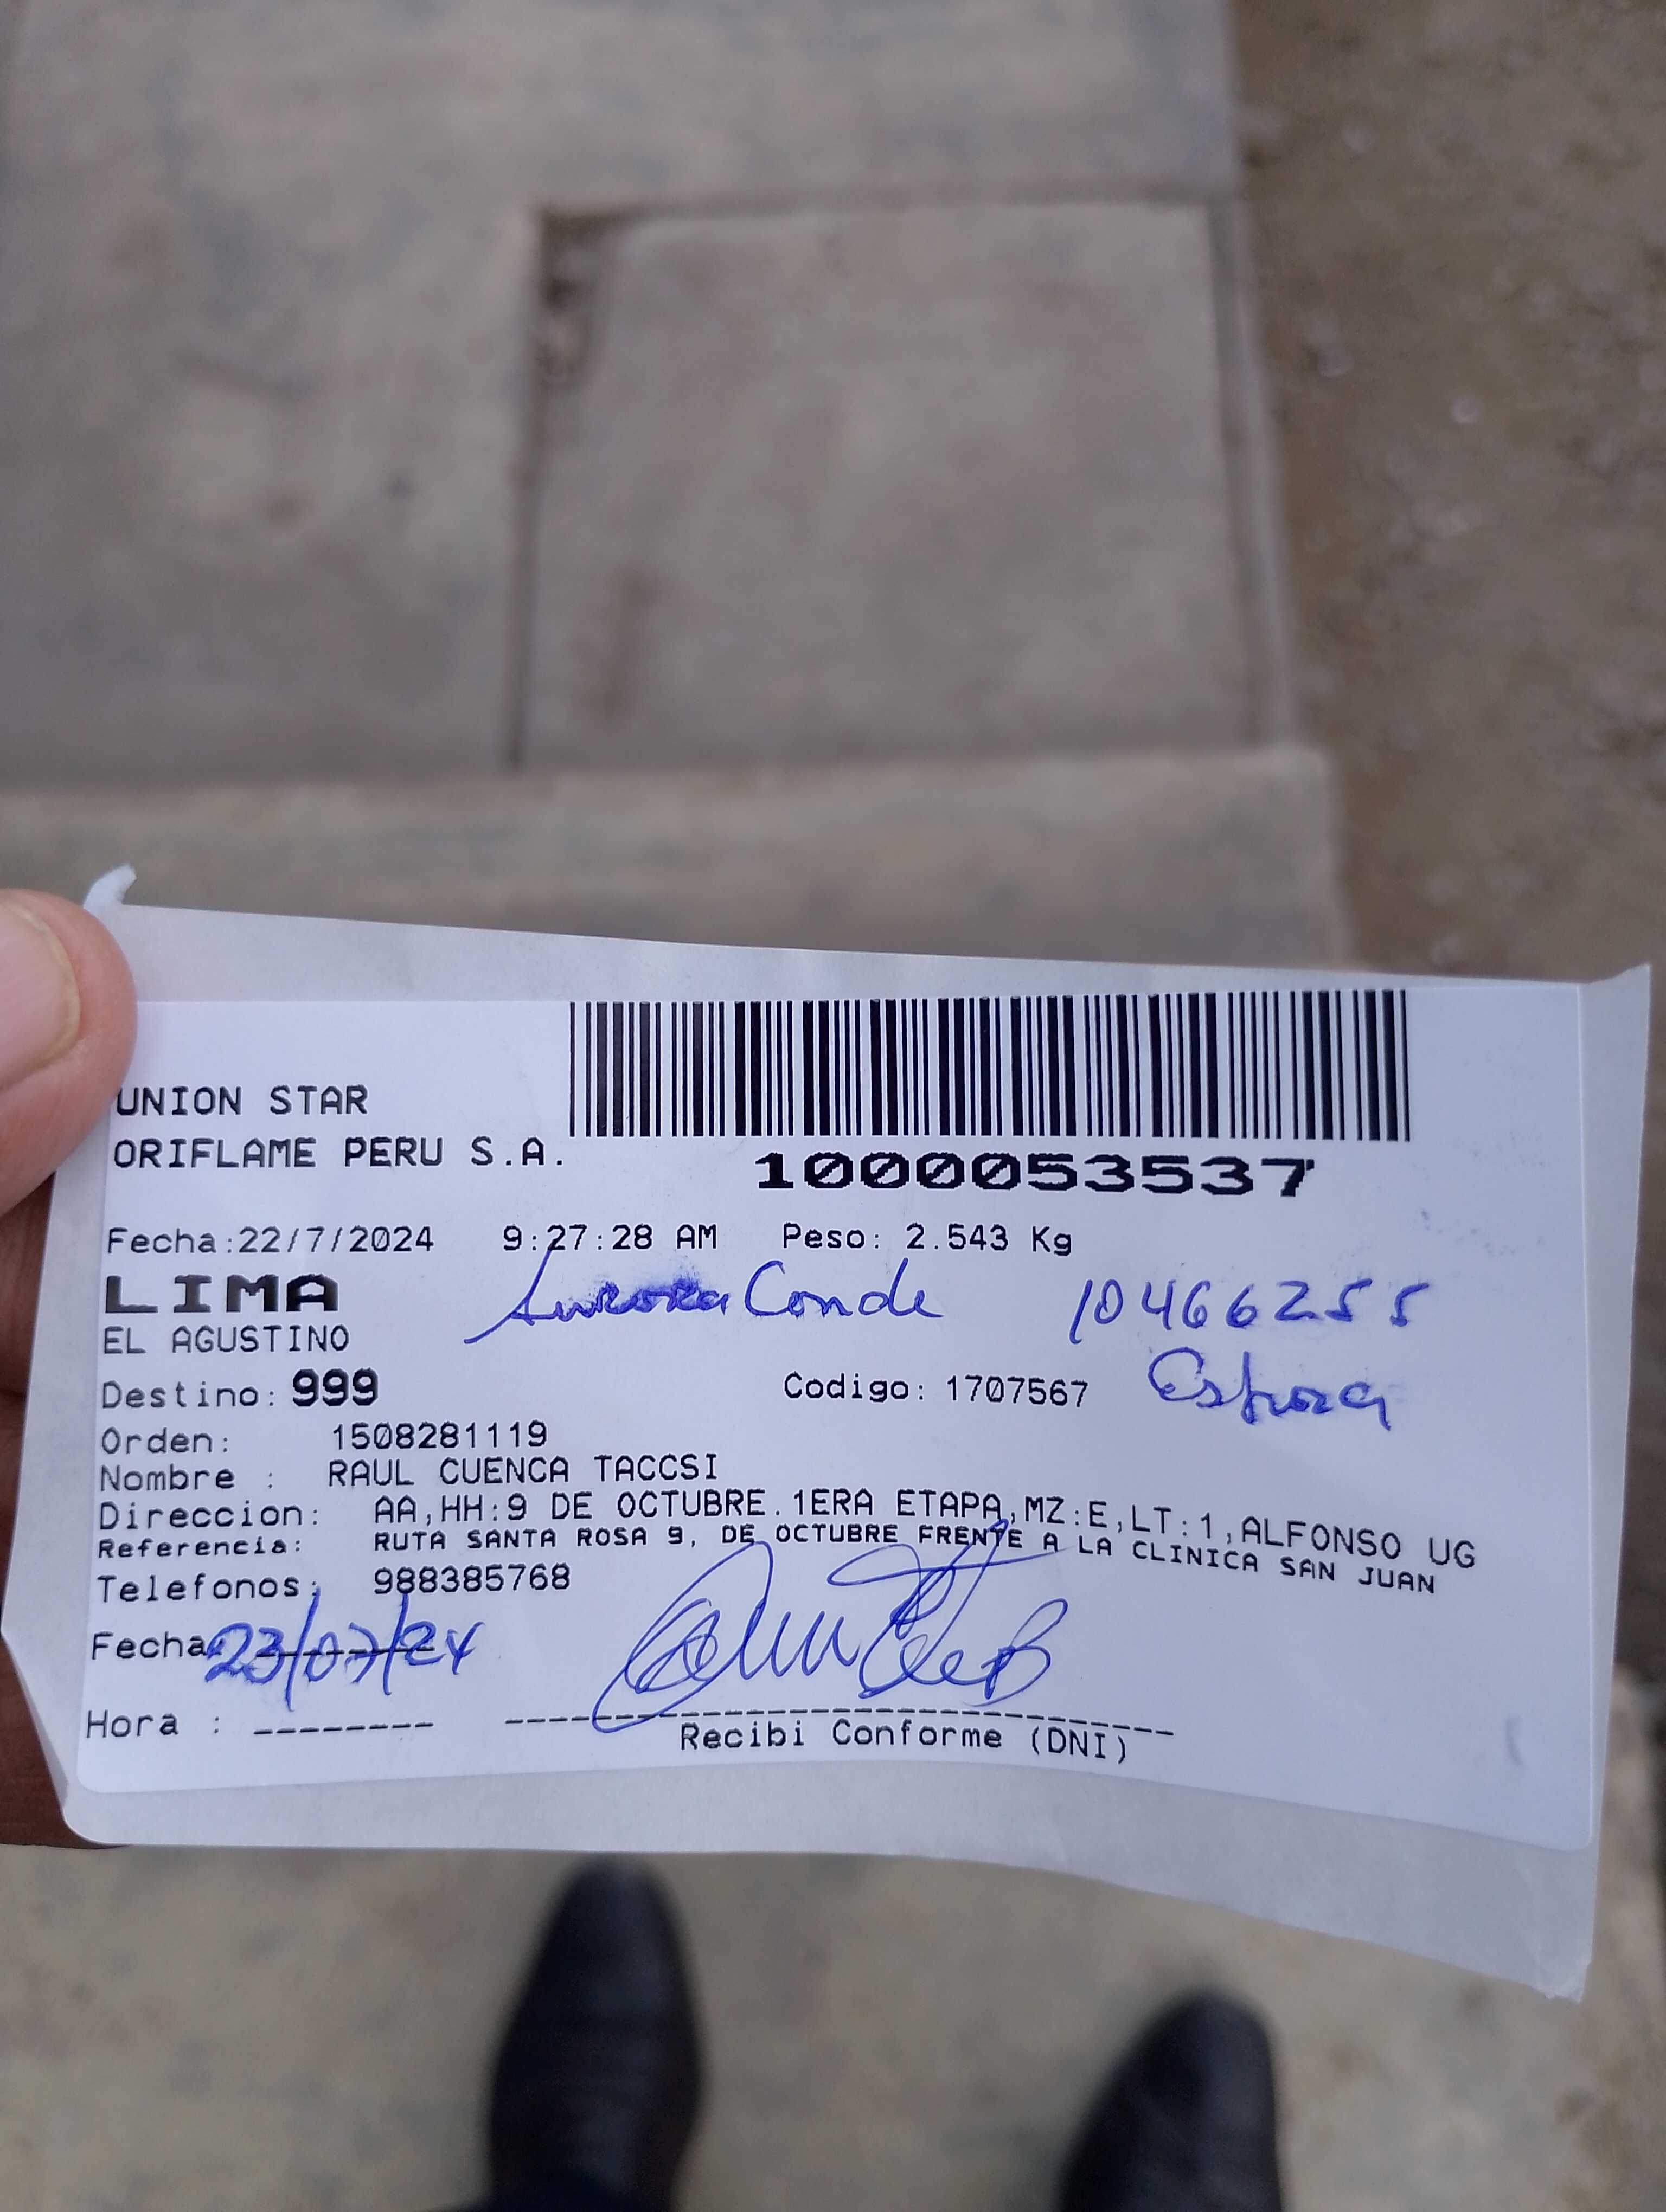 UNION STAR
ORIFLAME PERU S.A.
1000053537
Fecha:22/7/2024 9:27:28 AM Peso: 2.543 Kg
LIMA Aurora Conde 10466255
EL AGUSTINO
Destino: 999 Codigo: 1707567 Esposa
Orden: 1508281119
Nombre : RAUL CUENCA TACCSI
Direccion: AA,HH:9 DE OCTUBRE.1ERA ETAPA,MZ:E,LT:1,ALFONSO UG
Referencia: RUTA SANTA ROSA 9, DE OCTUBRE FRENTE A LA CLINICA SAN JUAN
Telefonos: 988385768
Fecha: 23/07/24
Hora : --------
Recibi Conforme (DNI)